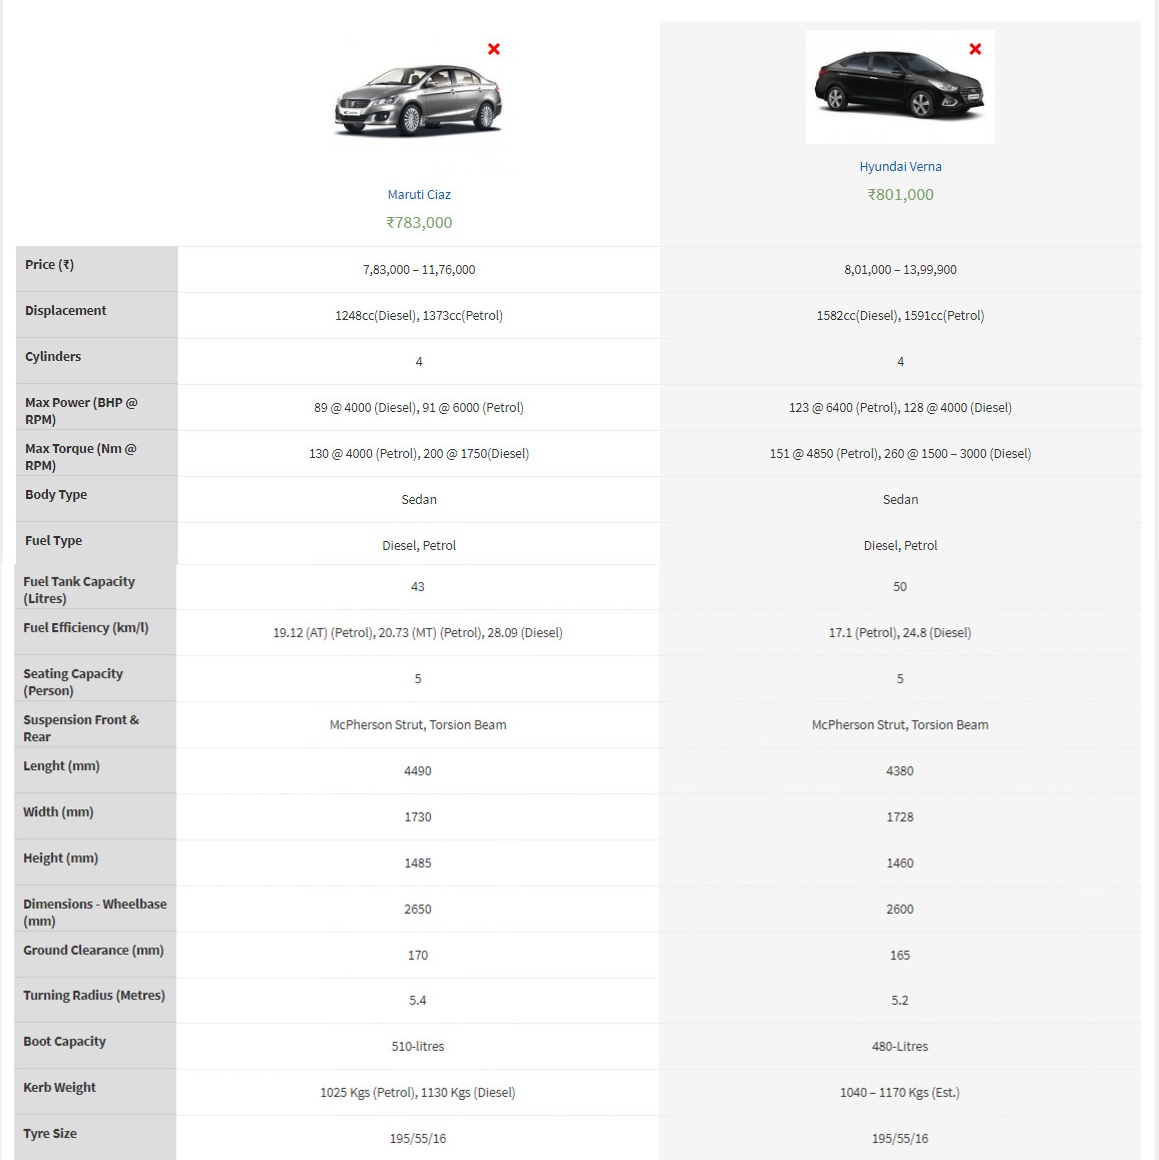 Hyundai Verna
Maruti Ciaz
₹801,000
₹783,000
Price (₹)
7,83,000 – 11,76,000
8,01,000 – 13,99,900
Displacement
1248cc(Diesel), 1373cc(Petrol)
1582cc(Diesel), 1591cc(Petrol)
Cylinders
4
4
Max Power (BHP @
RPM)
89 @ 4000 (Diesel), 91 @ 6000 (Petrol)
123 @ 6400 (Petrol), 128 @ 4000 (Diesel)
Max Torque (Nm @
RPM)
130 @ 4000 (Petrol), 200 @ 1750(Diesel)
151 @ 4850 (Petrol), 260 @ 1500 – 3000 (Diesel)
Body Type
Sedan
Sedan
Fuel Type
Diesel, Petrol
Diesel, Petrol
Fuel Tank Capacity
(Litres)
43
50
Fuel Efficiency (km/l)
19.12 (AT) (Petrol), 20.73 (MT) (Petrol), 28.09 (Diesel)
17.1 (Petrol), 24.8 (Diesel)
Seating Capacity
(Person)
5
5
Suspension Front &
Rear
McPherson Strut, Torsion Beam
McPherson Strut, Torsion Beam
Lenght (mm)
4490
4380
Width (mm)
1730
1728
Height (mm)
1485
1460
Dimensions - Wheelbase
(mm)
2650
2600
Ground Clearance (mm)
170
165
Turning Radius (Metres)
5.4
5.2
Boot Capacity
510-litres
480-Litres
Kerb Weight
1025 Kgs (Petrol), 1130 Kgs (Diesel)
1040 – 1170 Kgs (Est.)
Tyre Size
195/55/16
195/55/16